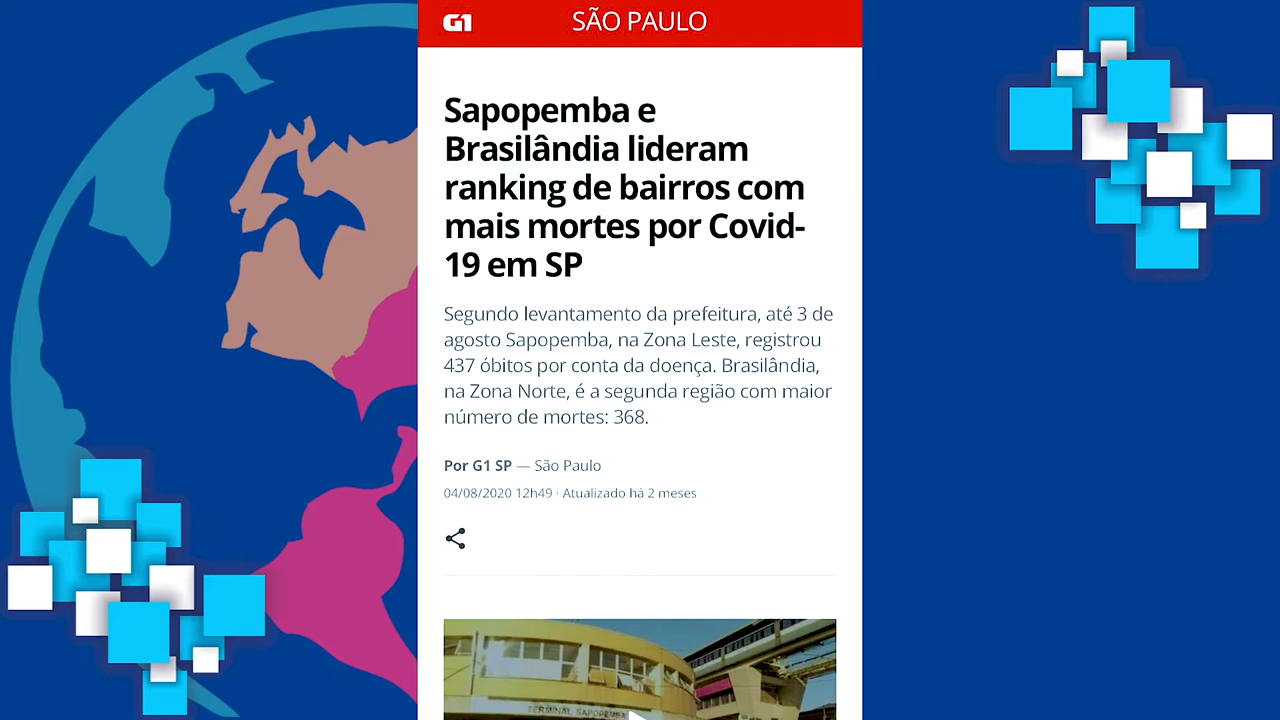 G1
SÃO PAULO
Sapopemba e
Brasilândia lideram
ranking de bairros com
mais mortes por Covid-
19 em SP
Segundo levantamento da prefeitura, até 3 de
agosto Sapopemba, na Zona Leste, registrou
437 óbitos por conta da doença. Brasilândia,
na Zona Norte, é a segunda região com maior
número de mortes: 368.
Por G1 SP — São Paulo
04/08/2020 12h49 · Atualizado há 2 meses
TERMINAL SAPOPEMBA